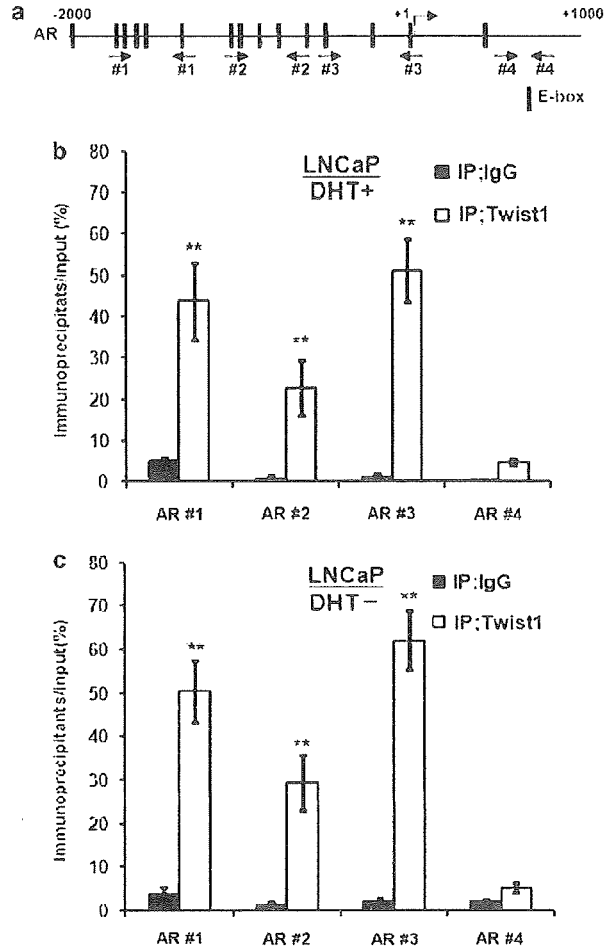 a
-2000 +1 +1000
AR
#1 #1 #2 #2 #3 #3 #4 #4
E-box
b
80
70
60
50
40
30
20
10
0
Immunoprecipitats/input (%)
LNCaP
DHT+
IP;IgG
IP;Twist1
** ** **
AR #1 AR #2 AR #3 AR #4
c
80
70
60
50
40
30
20
10
0
Immunoprecipitants/input(%)
LNCaP
DHT−
IP;IgG
IP;Twist1
** ** **
AR #1 AR #2 AR #3 AR #4